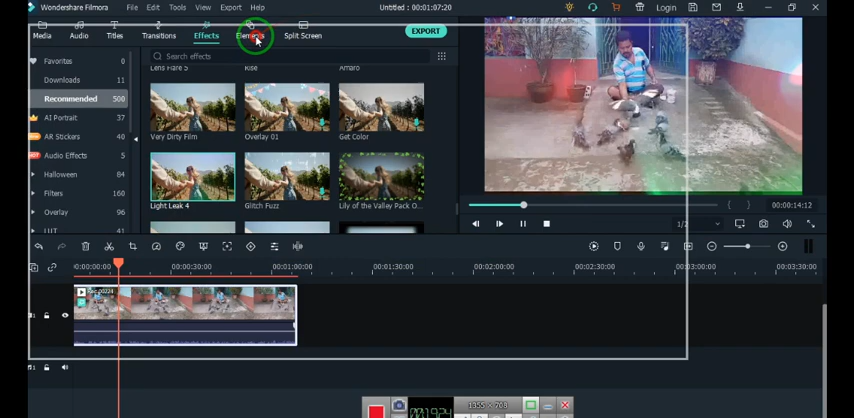 Wondershare Filmora File Edit Tools View Export Help Untitled : 00:01:07:20 Login
Media Audio Titles Transitions Effects Elements Split Screen EXPORT
Search effects
Favorites 0
Downloads 11
Recommended 500
AI Portrait 37
AR Stickers 40
Audio Effects 5
Halloween 84
Filters 160
Overlay 96
LUT
Lens Flare 5 Rise Amaro
Very Dirty Film Overlay 01 Get Color
Light Leak 4 Glitch Fuzz Lily of the Valley Pack O...
00:00:14:12
1/2
00:00:30:00 00:01:00:00 00:01:30:00 00:02:00:00 00:02:30:00 00:03:00:00 00:03:30:00
1355 × 708